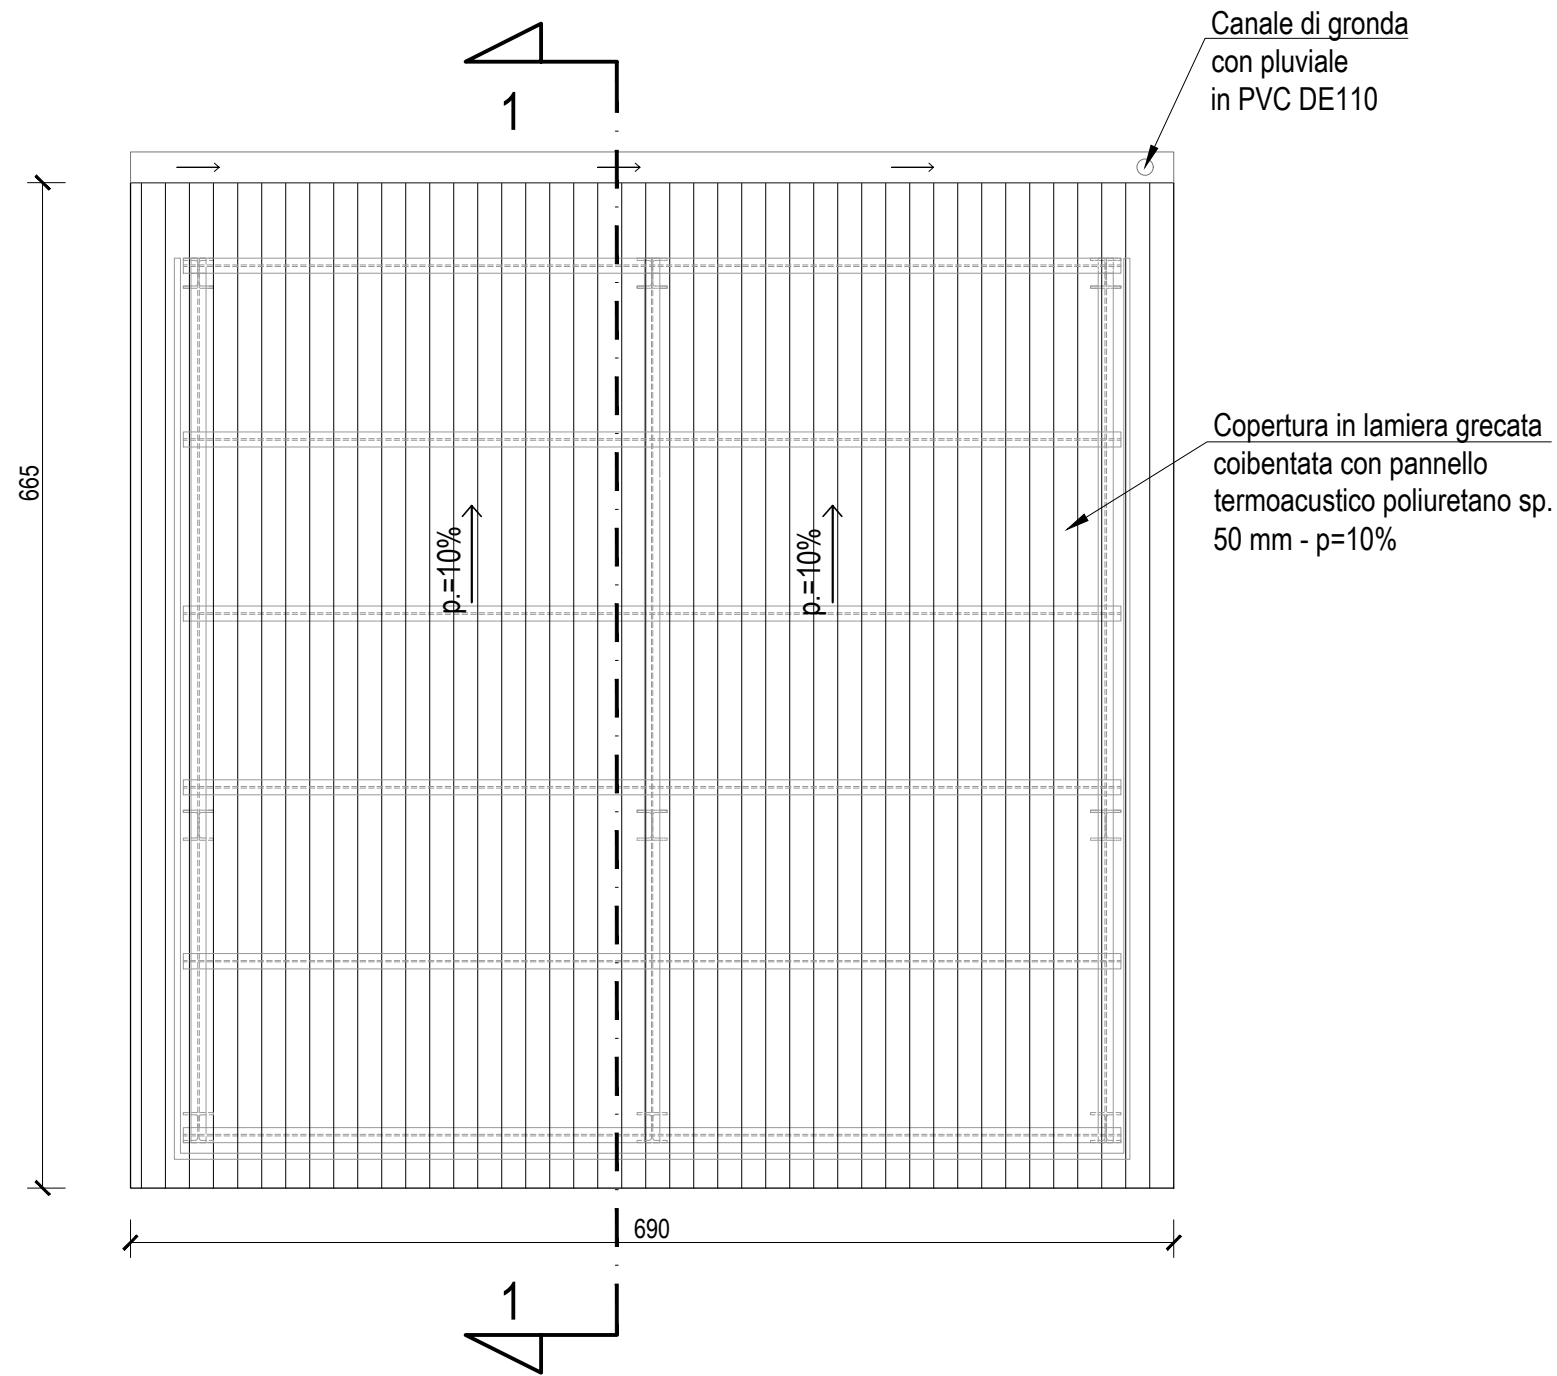 Canale di gronda
con pluviale
in PVC DE110
1
665
Copertura in lamiera grecata
coibentata con pannello
termoacustico poliuretano sp.
50 mm - p=10%
p.=10%
p.=10%
690
1